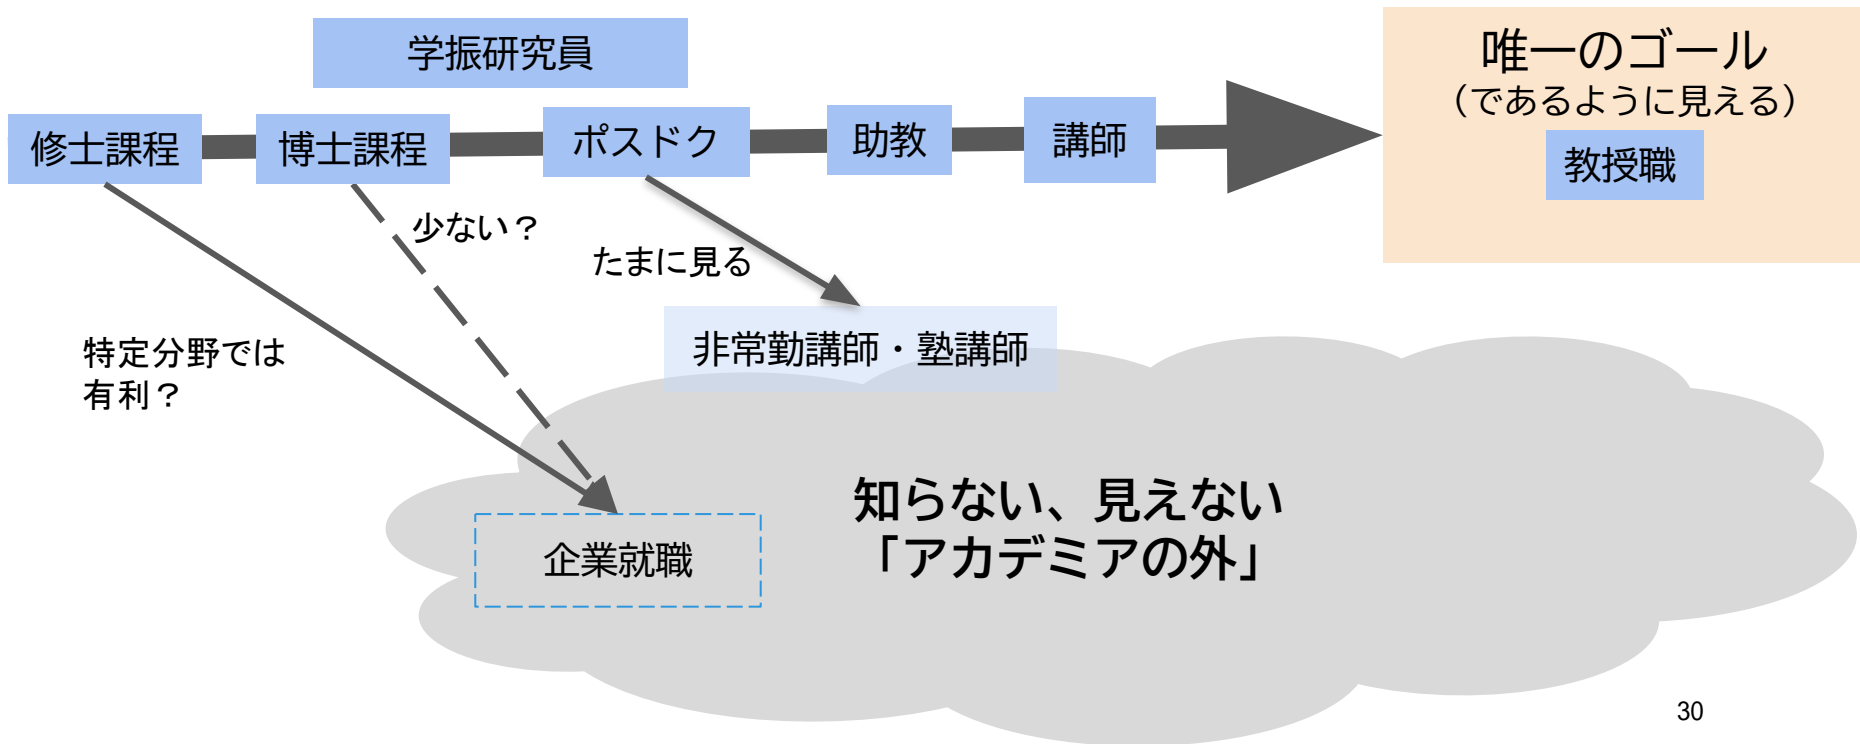 学振研究員
唯一のゴール
（であるように見える）
教授職
修士課程
博士課程
ポスドク
助教
講師
少ない？
たまに見る
特定分野では
有利？
非常勤講師・塾講師
知らない、見えない
「アカデミアの外」
企業就職
30